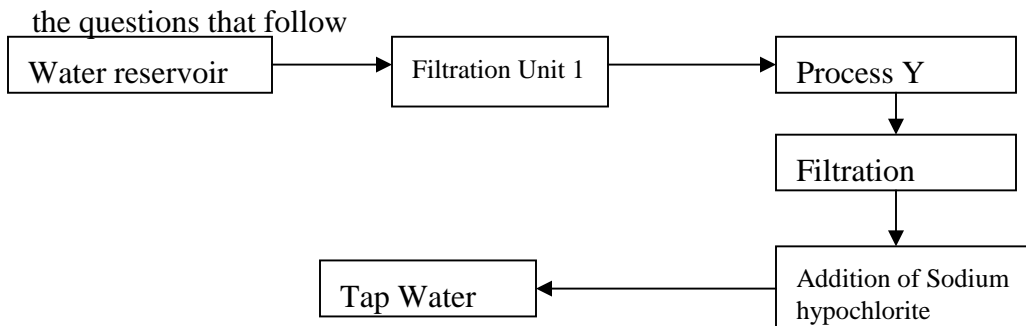 the questions that follow
Water reservoir
Filtration Unit 1
Process Y
Filtration
Addition of Sodium
hypochlorite
Tap Water